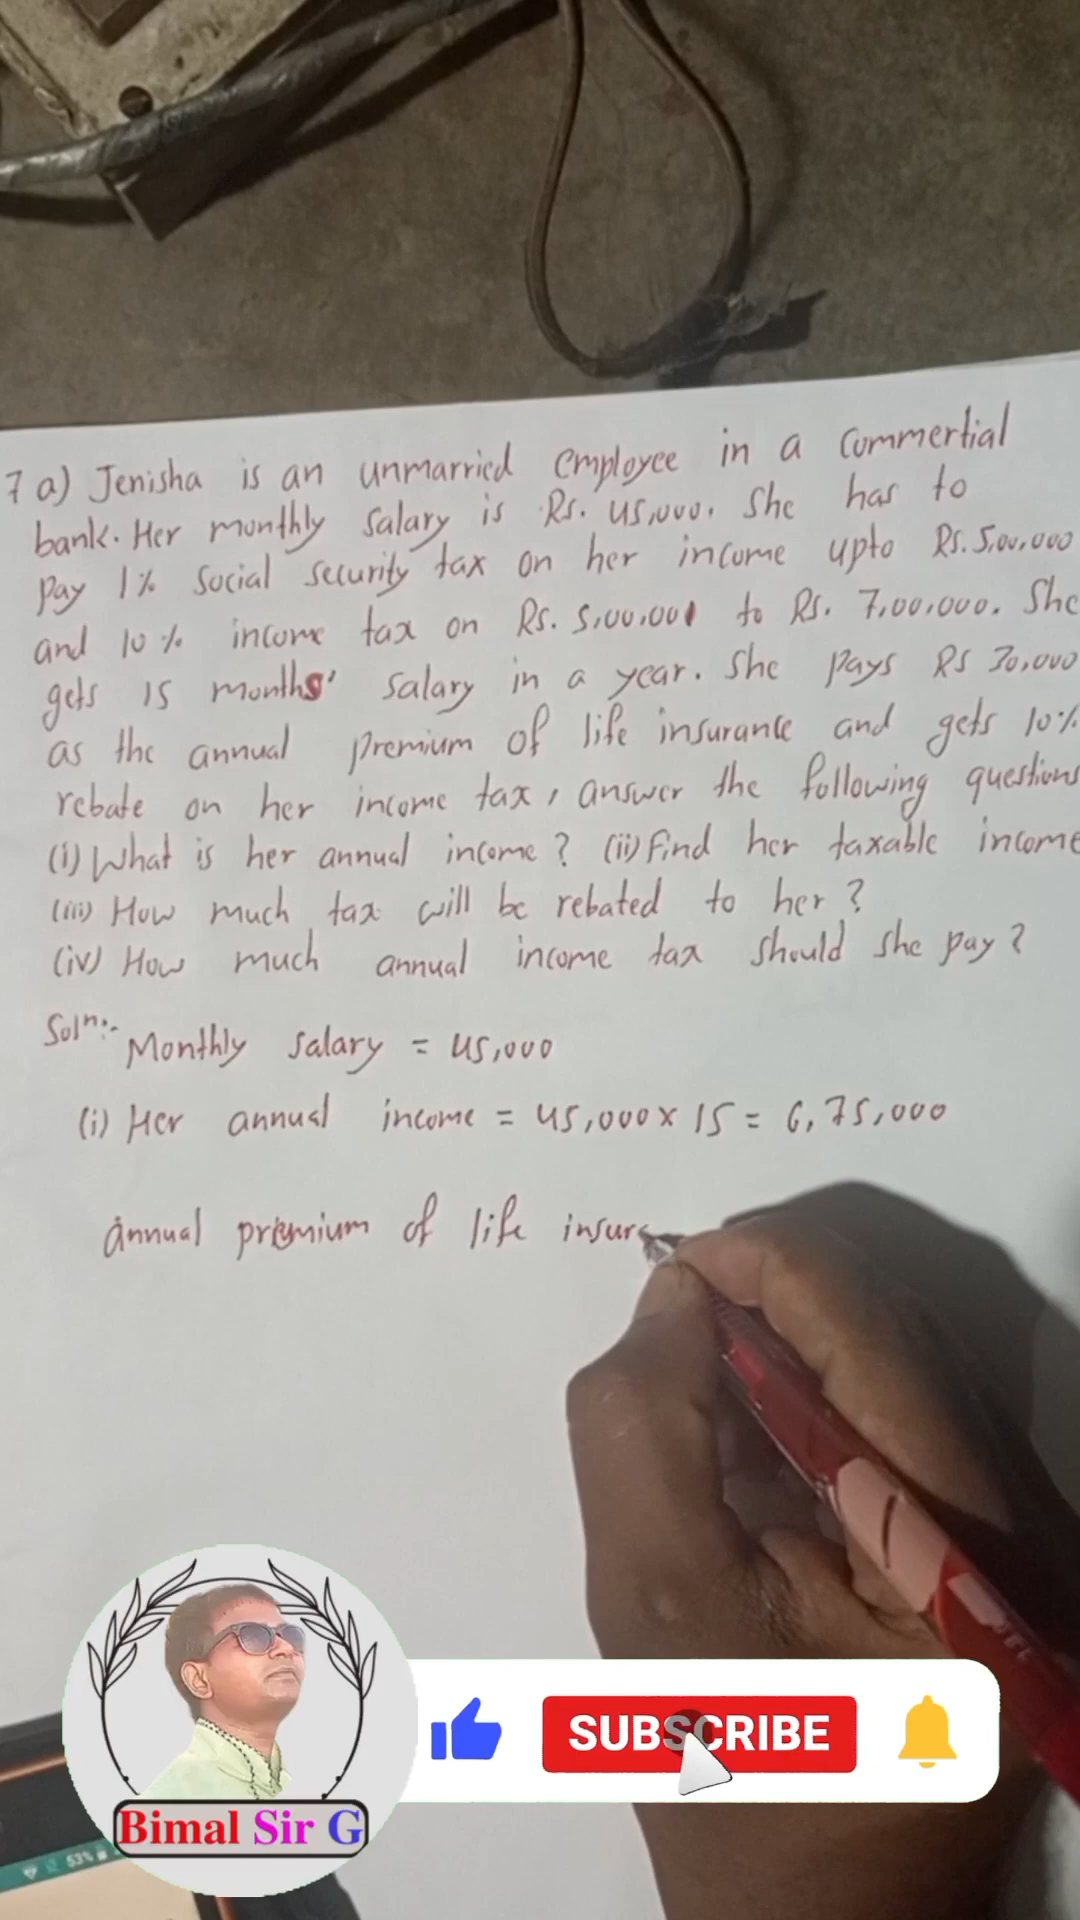 7 a) Jenisha is an unmarried employee in a commertial
bank. Her monthly salary is Rs. 45,000. She has to
pay 1% social security tax on her income upto Rs. 5,00,000
and 10% income tax on Rs. 5,00,001 to Rs. 7,00,000. She
gets 15 months' salary in a year. She pays Rs 30,000
as the annual premium of life insurance and gets 10%
rebate on her income tax, answer the following questions
(i) What is her annual income? (ii) find her taxable income
(iii) How much tax will be rebated to her?
(iv) How much annual income tax should she pay?
Soln:-
Monthly salary = 45,000
(i) Her annual income = 45,000 x 15 = 6,75,000
Annual premium of life insur
SUBSCRIBE
Bimal Sir G
53%